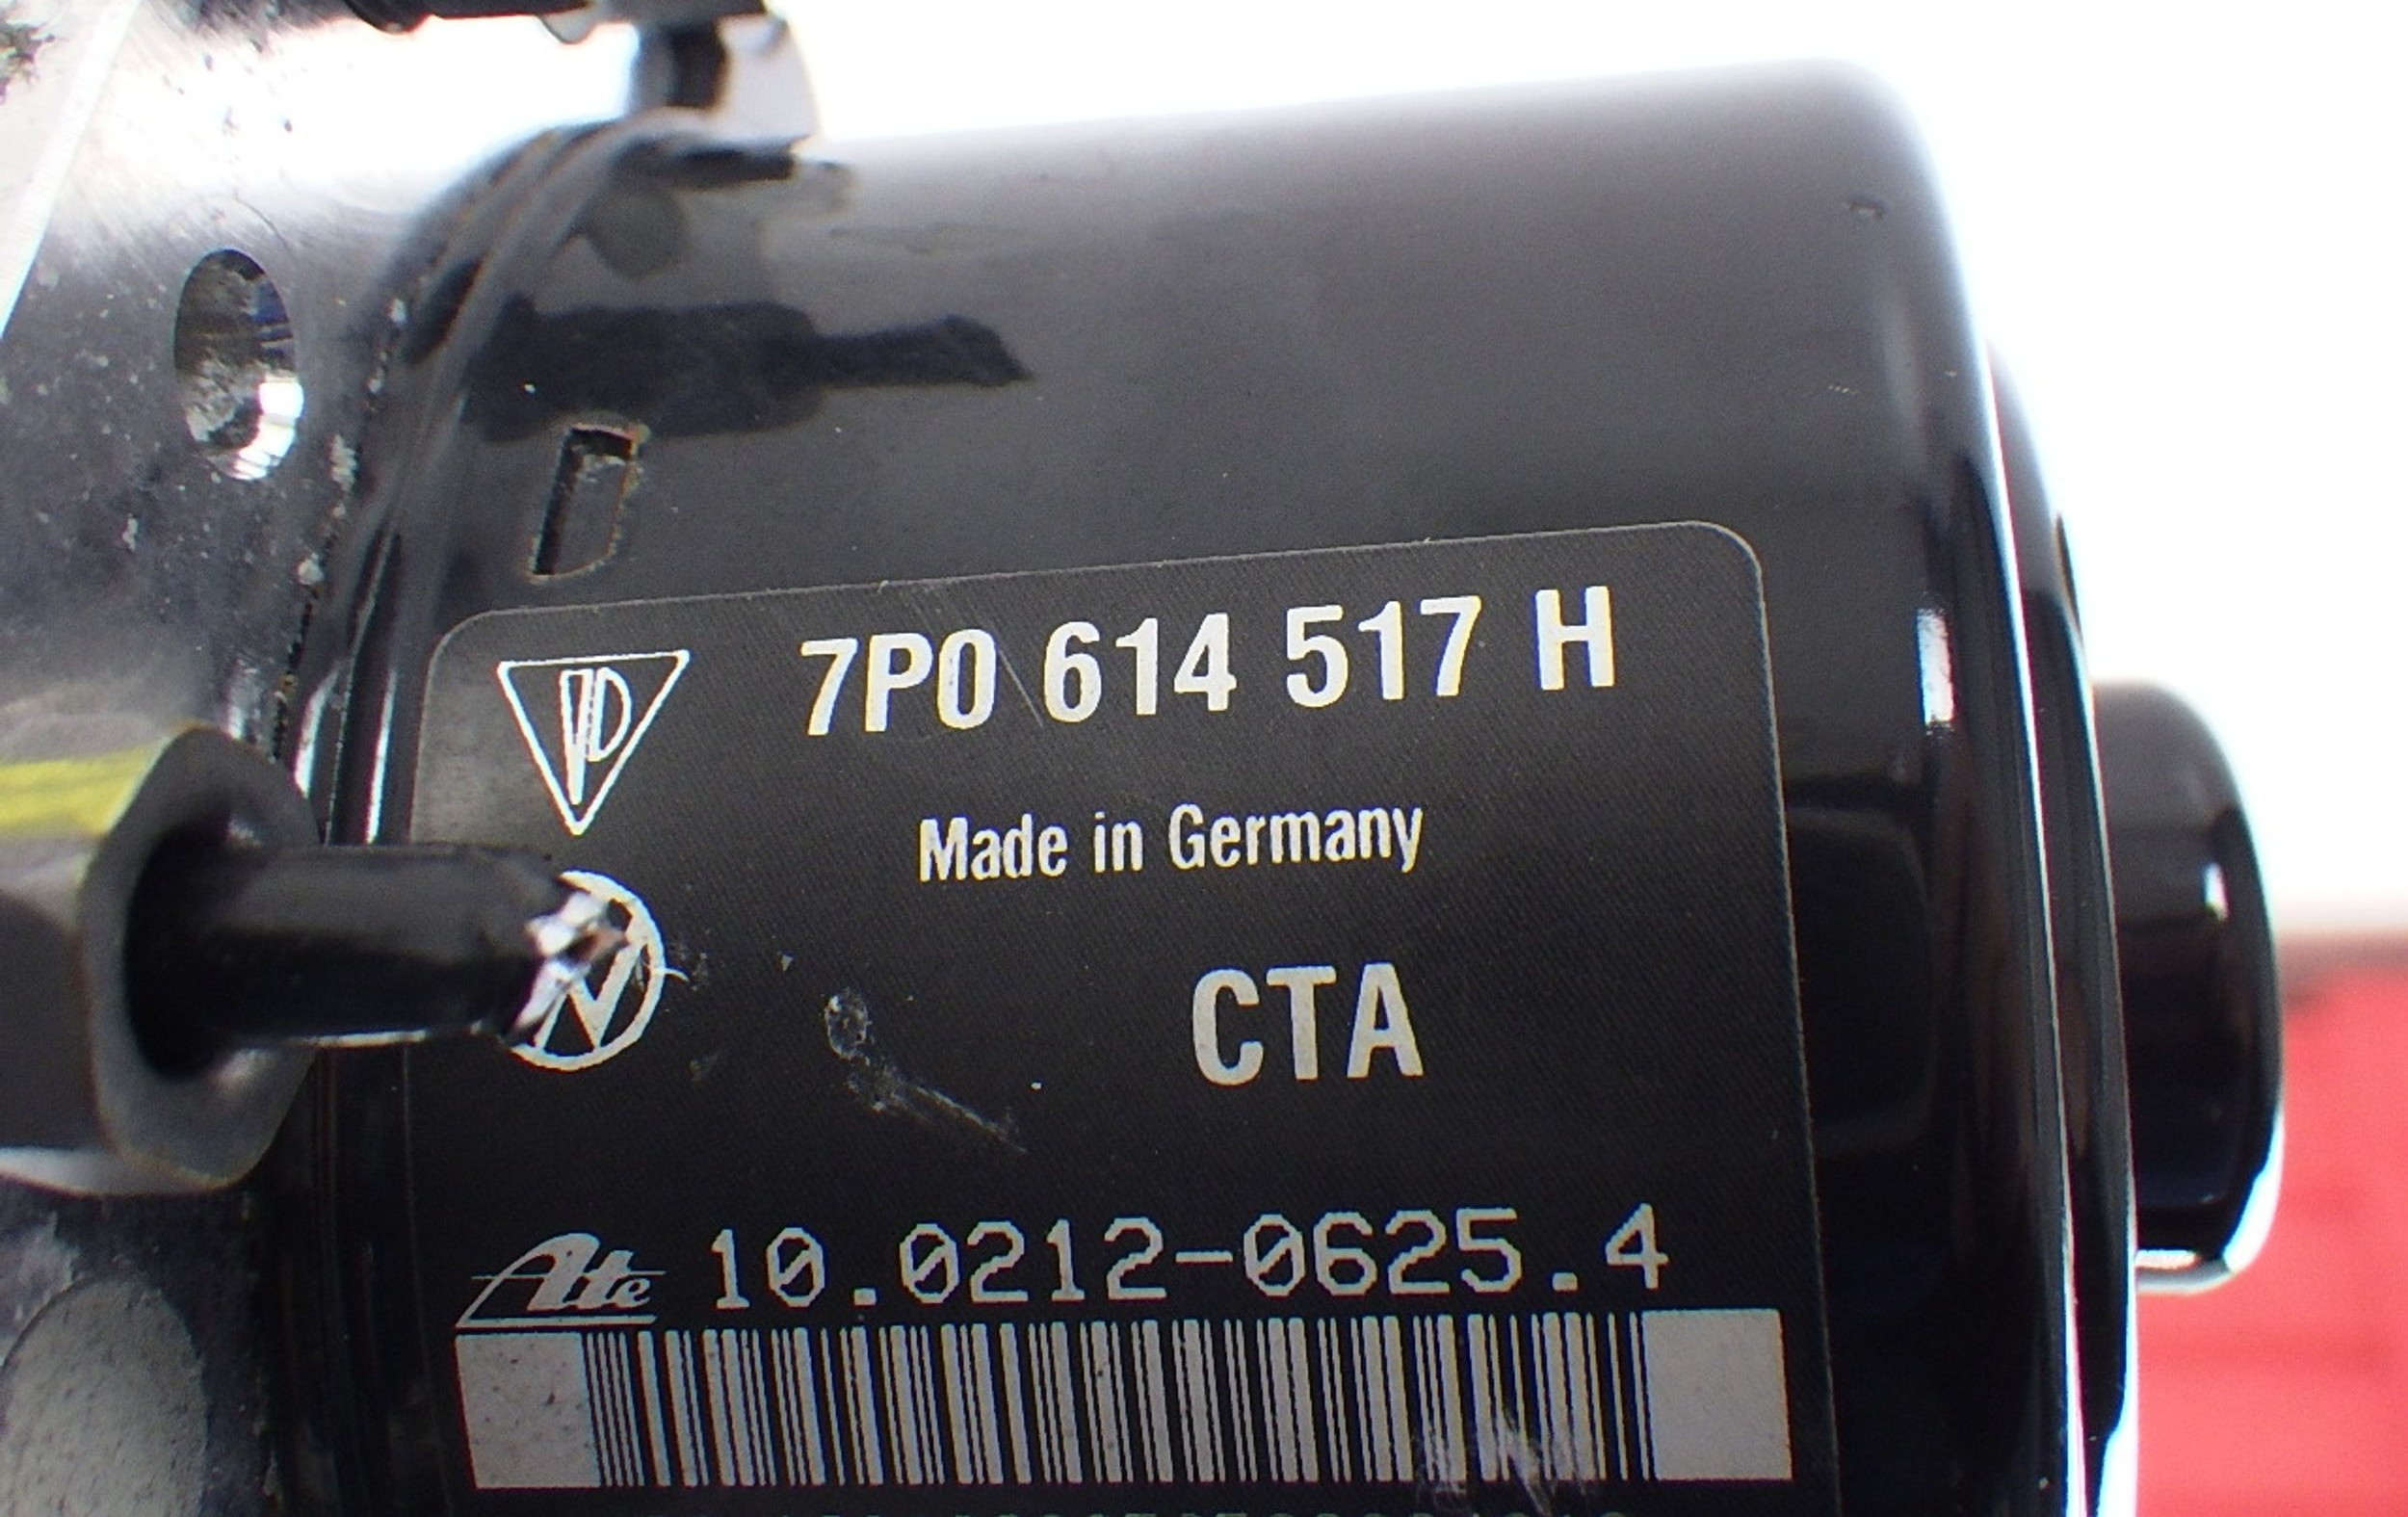 7P0 614 517 H
Made in Germany
CTA
Ate 10.0212-0625.4